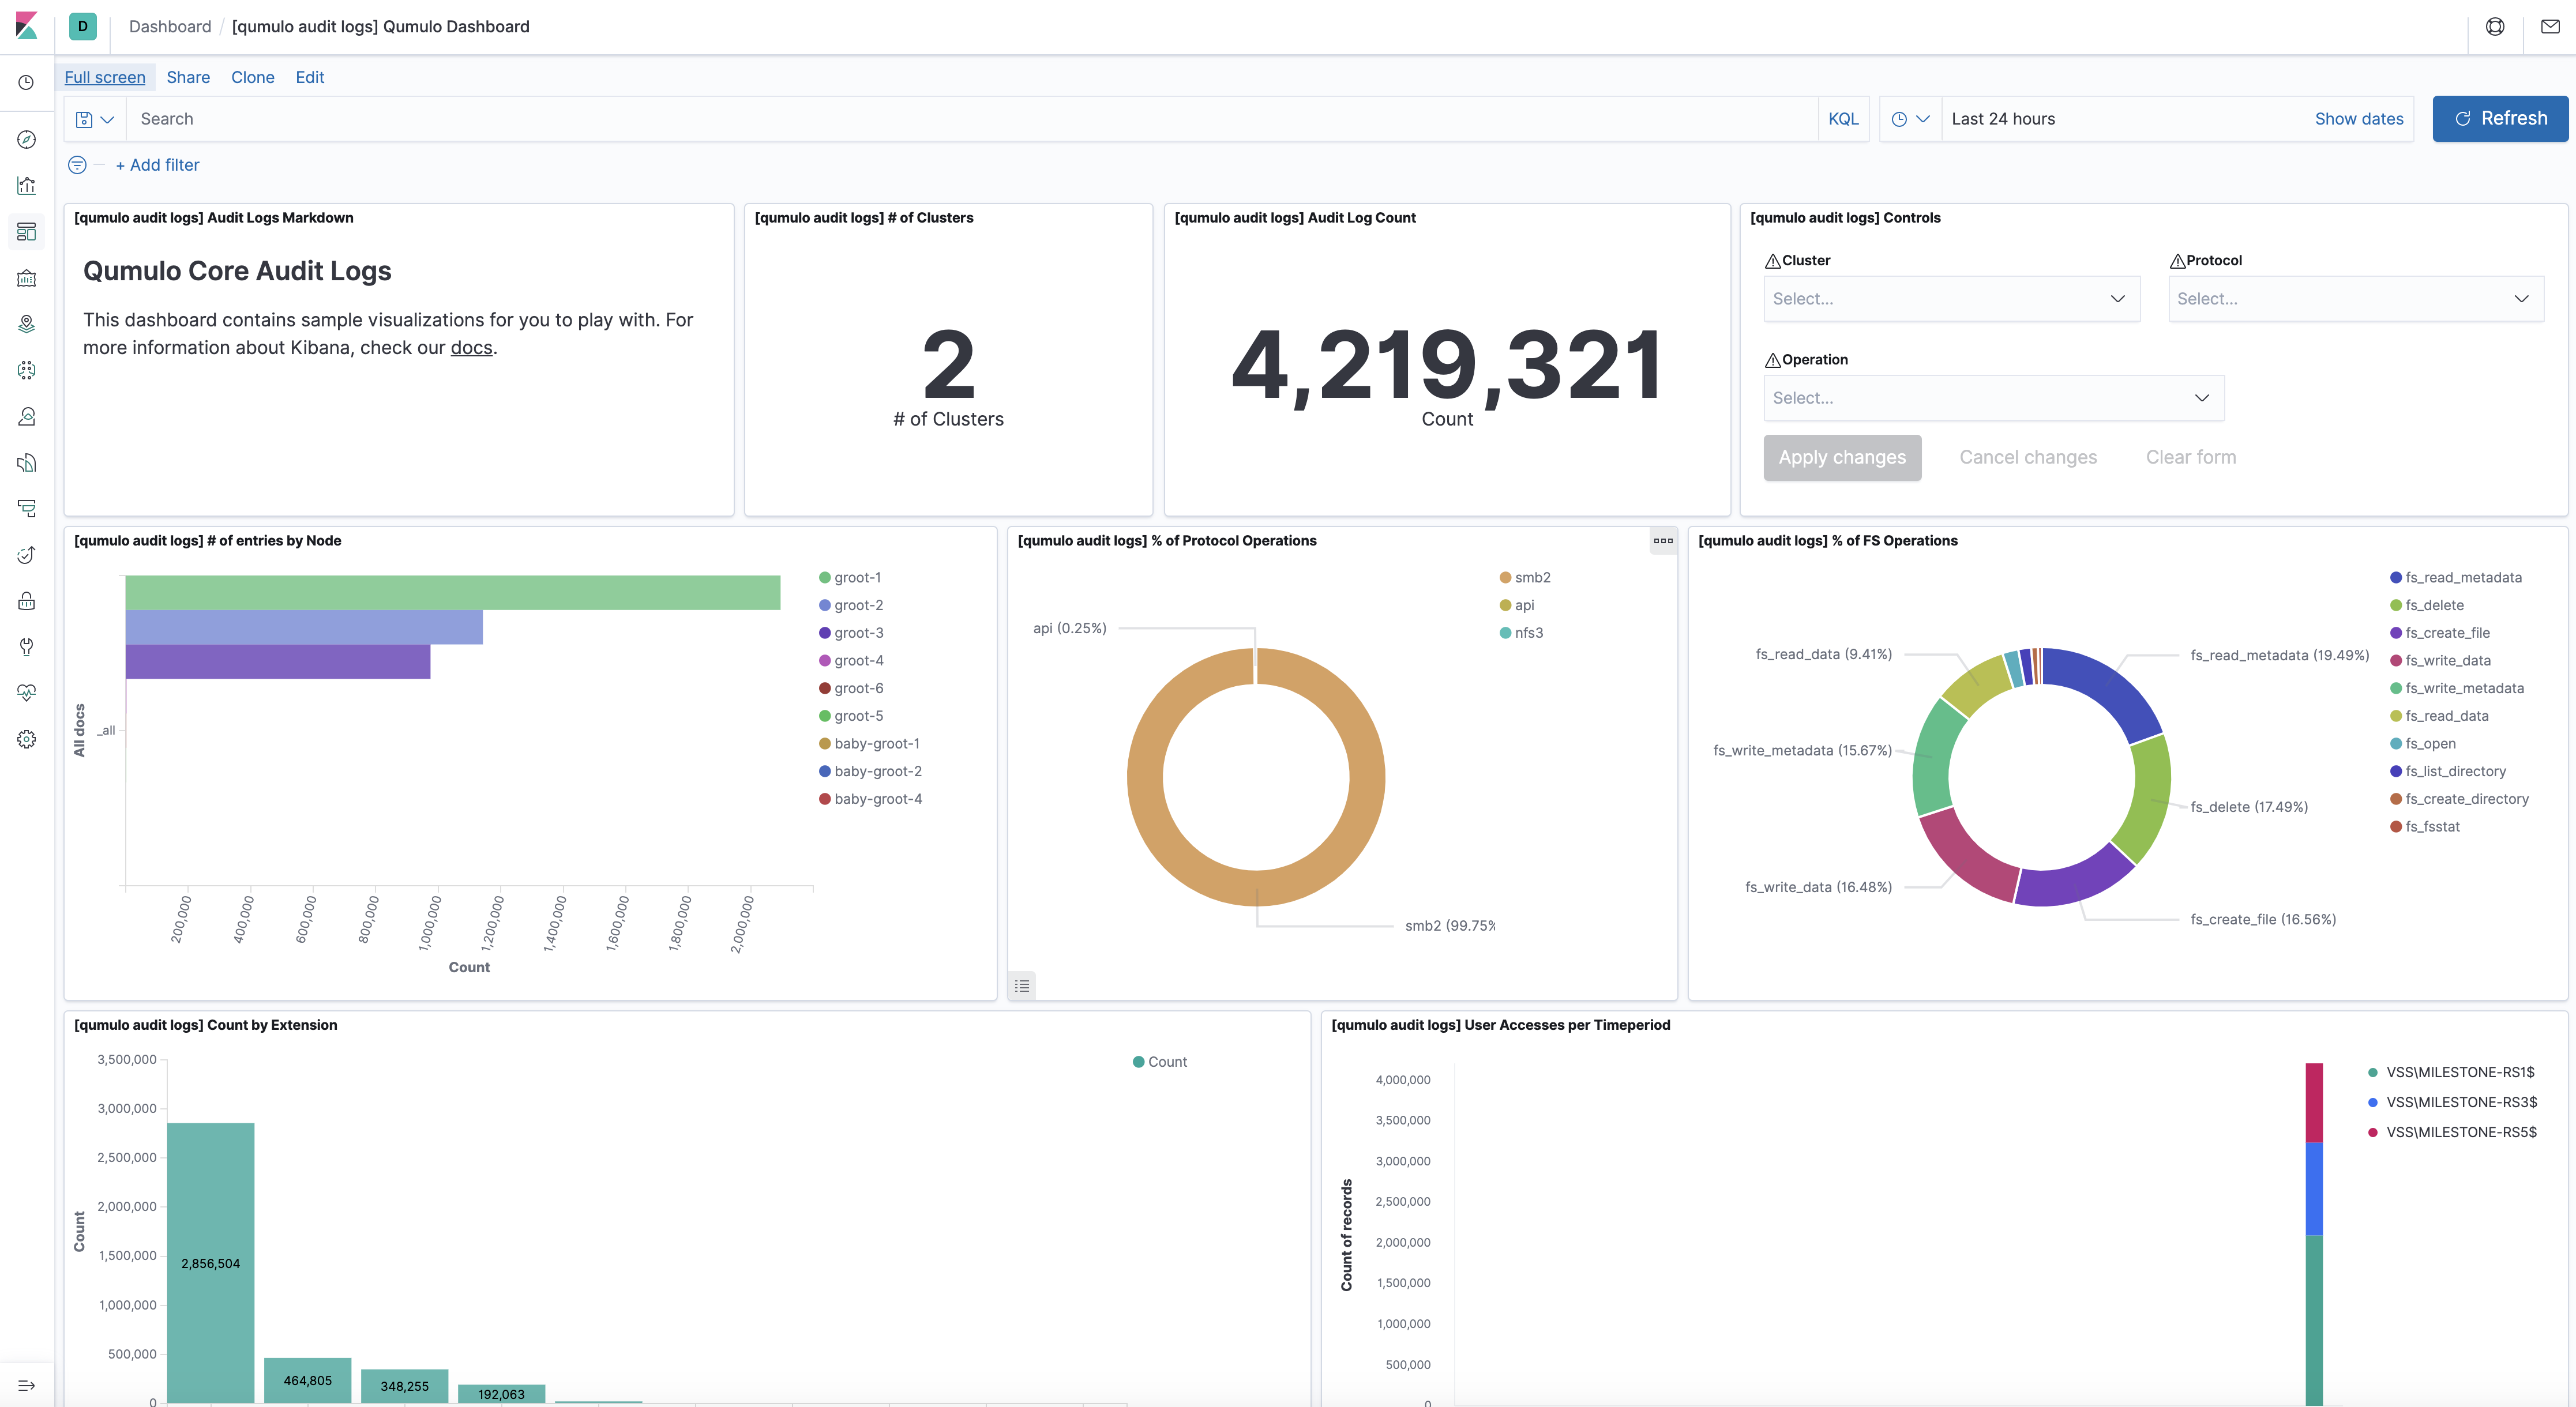 D
Dashboard / [qumulo audit logs] Qumulo Dashboard
Full screen Share Clone Edit
Search
KQL
Last 24 hours
Show dates
Refresh
+ Add filter
[qumulo audit logs] Audit Logs Markdown
Qumulo Core Audit Logs
This dashboard contains sample visualizations for you to play with. For
more information about Kibana, check our docs.
[qumulo audit logs] # of Clusters
2
# of Clusters
[qumulo audit logs] Audit Log Count
4,219,321
Count
[qumulo audit logs] Controls
Cluster
Select...
Protocol
Select...
Operation
Select...
Apply changes Cancel changes Clear form
[qumulo audit logs] # of entries by Node
All docs
_all
200,000
400,000
600,000
800,000
1,000,000
1,200,000
1,400,000
1,600,000
1,800,000
2,000,000
Count
groot-1
groot-2
groot-3
groot-4
groot-6
groot-5
baby-groot-1
baby-groot-2
baby-groot-4
[qumulo audit logs] % of Protocol Operations
api (0.25%)
smb2 (99.75%
smb2
api
nfs3
[qumulo audit logs] % of FS Operations
fs_read_data (9.41%)
fs_read_metadata (19.49%)
fs_write_metadata (15.67%)
fs_delete (17.49%)
fs_write_data (16.48%)
fs_create_file (16.56%)
fs_read_metadata
fs_delete
fs_create_file
fs_write_data
fs_write_metadata
fs_read_data
fs_open
fs_list_directory
fs_create_directory
fs_fsstat
[qumulo audit logs] Count by Extension
Count
3,500,000
3,000,000
2,500,000
2,000,000
1,500,000
1,000,000
500,000
0
2,856,504
464,805
348,255
192,063
Count
[qumulo audit logs] User Accesses per Timeperiod
Count of records
4,000,000
3,500,000
3,000,000
2,500,000
2,000,000
1,500,000
1,000,000
500,000
0
VSS\MILESTONE-RS1$
VSS\MILESTONE-RS3$
VSS\MILESTONE-RS5$